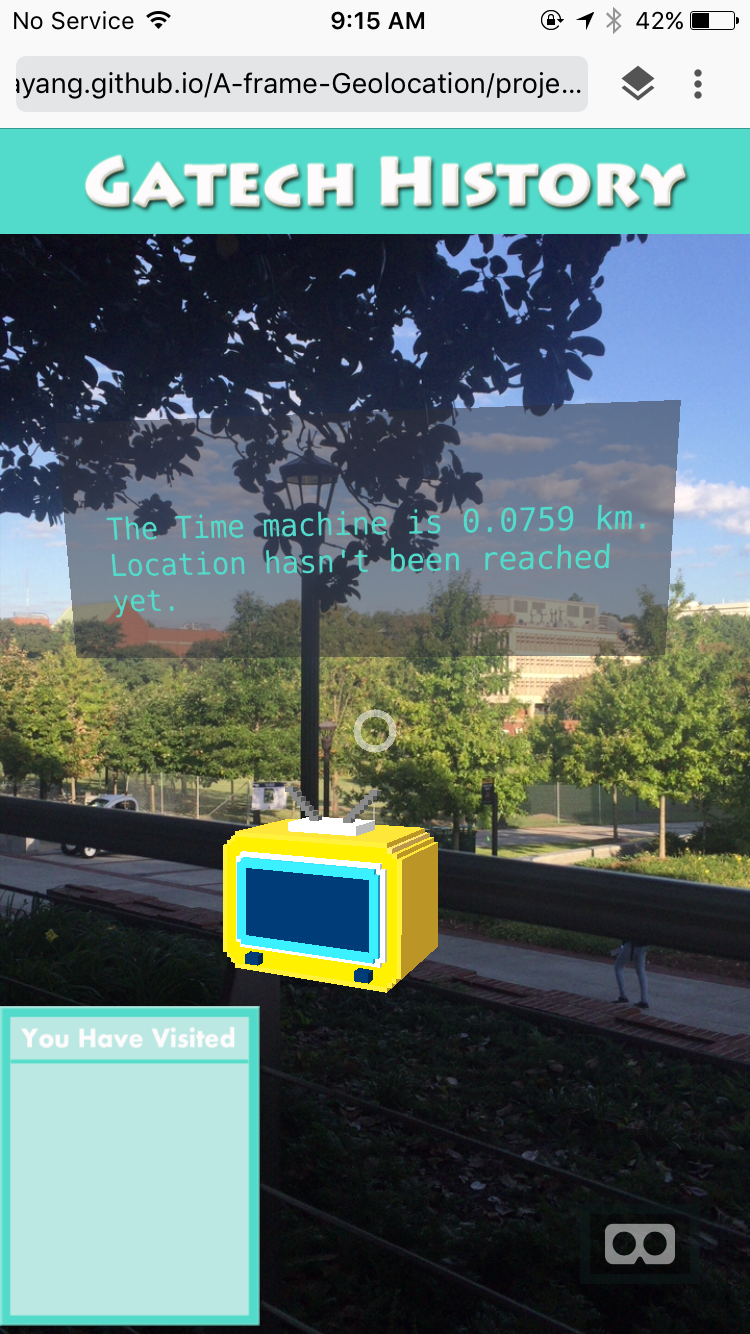 No Service 9:15 AM 42%
ayang.github.io/A-frame-Geolocation/proje...
GATECH HISTORY
The Time machine is 0.0759 km.
Location hasn't been reached
yet.
You Have Visited